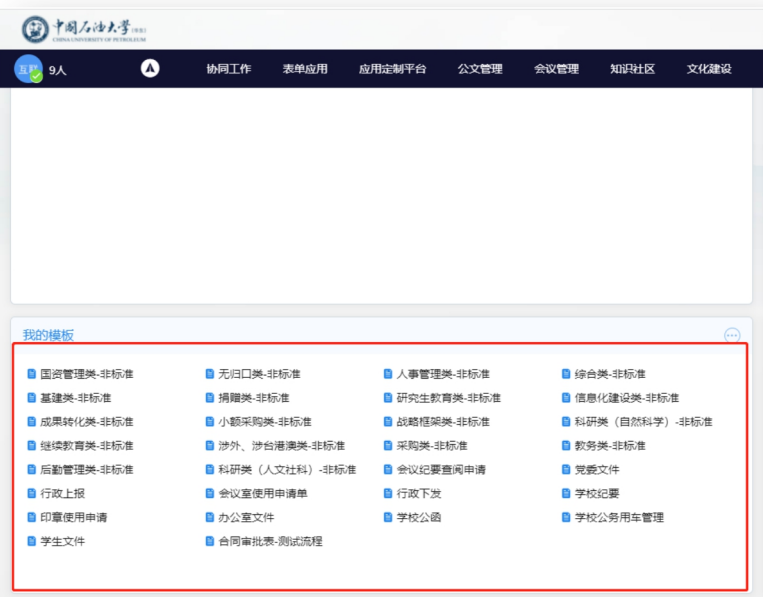 中国石油大学
CHINA UNIVERSITY OF PETROLEUM
互联 9人 协同工作 表单应用 应用定制平台 公文管理 会议管理 知识社区 文化建设
我的模板
国资管理类-非标准 无归口类-非标准 人事管理类-非标准 综合类-非标准
基建类-非标准 捐赠类-非标准 研究生教育类-非标准 信息化建设类-非标准
成果转化类-非标准 小额采购类-非标准 战略框架类-非标准 科研类（自然科学）-非标准
继续教育类-非标准 涉外、涉台港澳类-非标准 采购类-非标准 教务类-非标准
后勤管理类-非标准 科研类（人文社科）-非标准 会议纪要查阅申请 党委文件
行政上报 会议室使用申请单 行政下发 学校纪要
印章使用申请 办公室文件 学校公函 学校公务用车管理
学生文件 合同审批表-测试流程